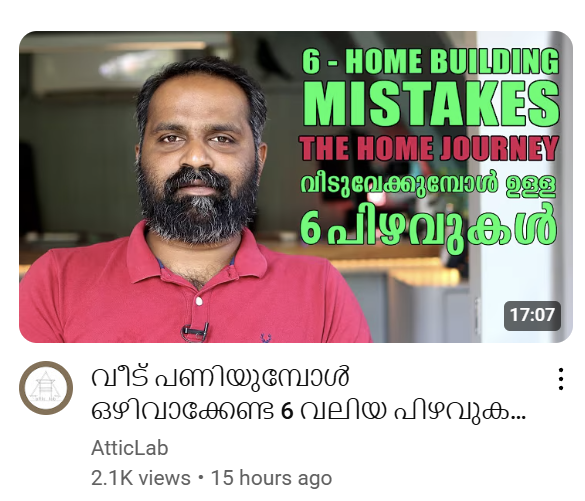 6 - HOME BUILDING
MISTAKES
THE HOME JOURNEY
വീടുവേക്കുമ്പോൾ ഉള്ള
6 പിഴവുകൾ
17:07
വീട് പണിയുമ്പോൾ
ഒഴിവാക്കേണ്ട 6 വലിയ പിഴവുക...
AtticLab
2.1K views • 15 hours ago